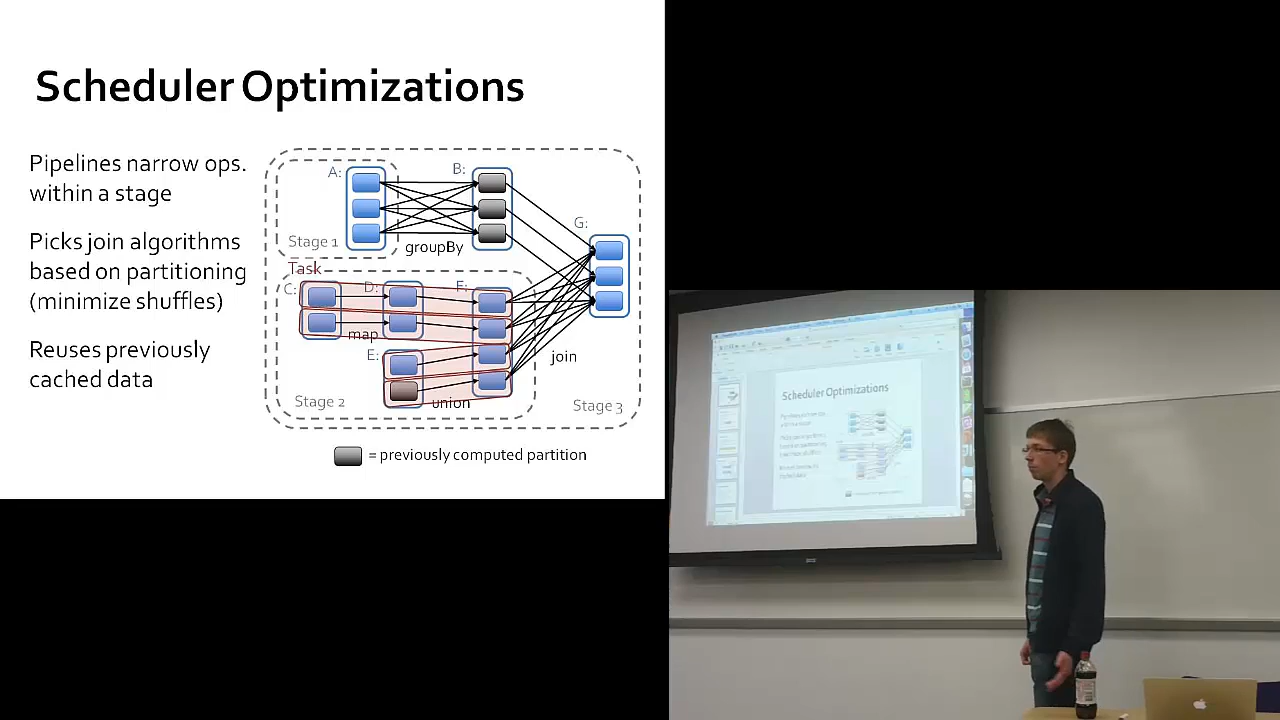 Scheduler Optimizations
Pipelines narrow ops.
within a stage
Picks join algorithms
based on partitioning
(minimize shuffles)
Reuses previously
cached data
A:
B:
G:
Stage 1
groupBy
Task
C:
D:
F:
map
E:
join
Stage 2
union
Stage 3
= previously computed partition
Scheduler Optimizations